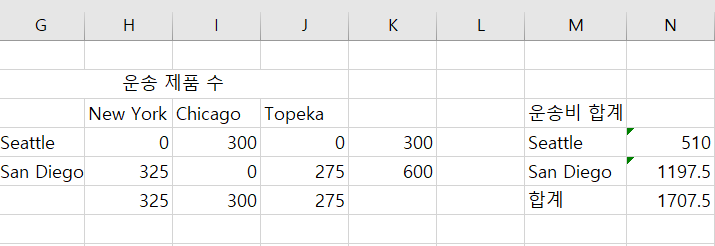 G H I J K L M N
운송 제품 수
New York Chicago Topeka 운송비 합계
Seattle 0 300 0 300 Seattle 510
San Diego 325 0 275 600 San Diego 1197.5
325 300 275 합계 1707.5